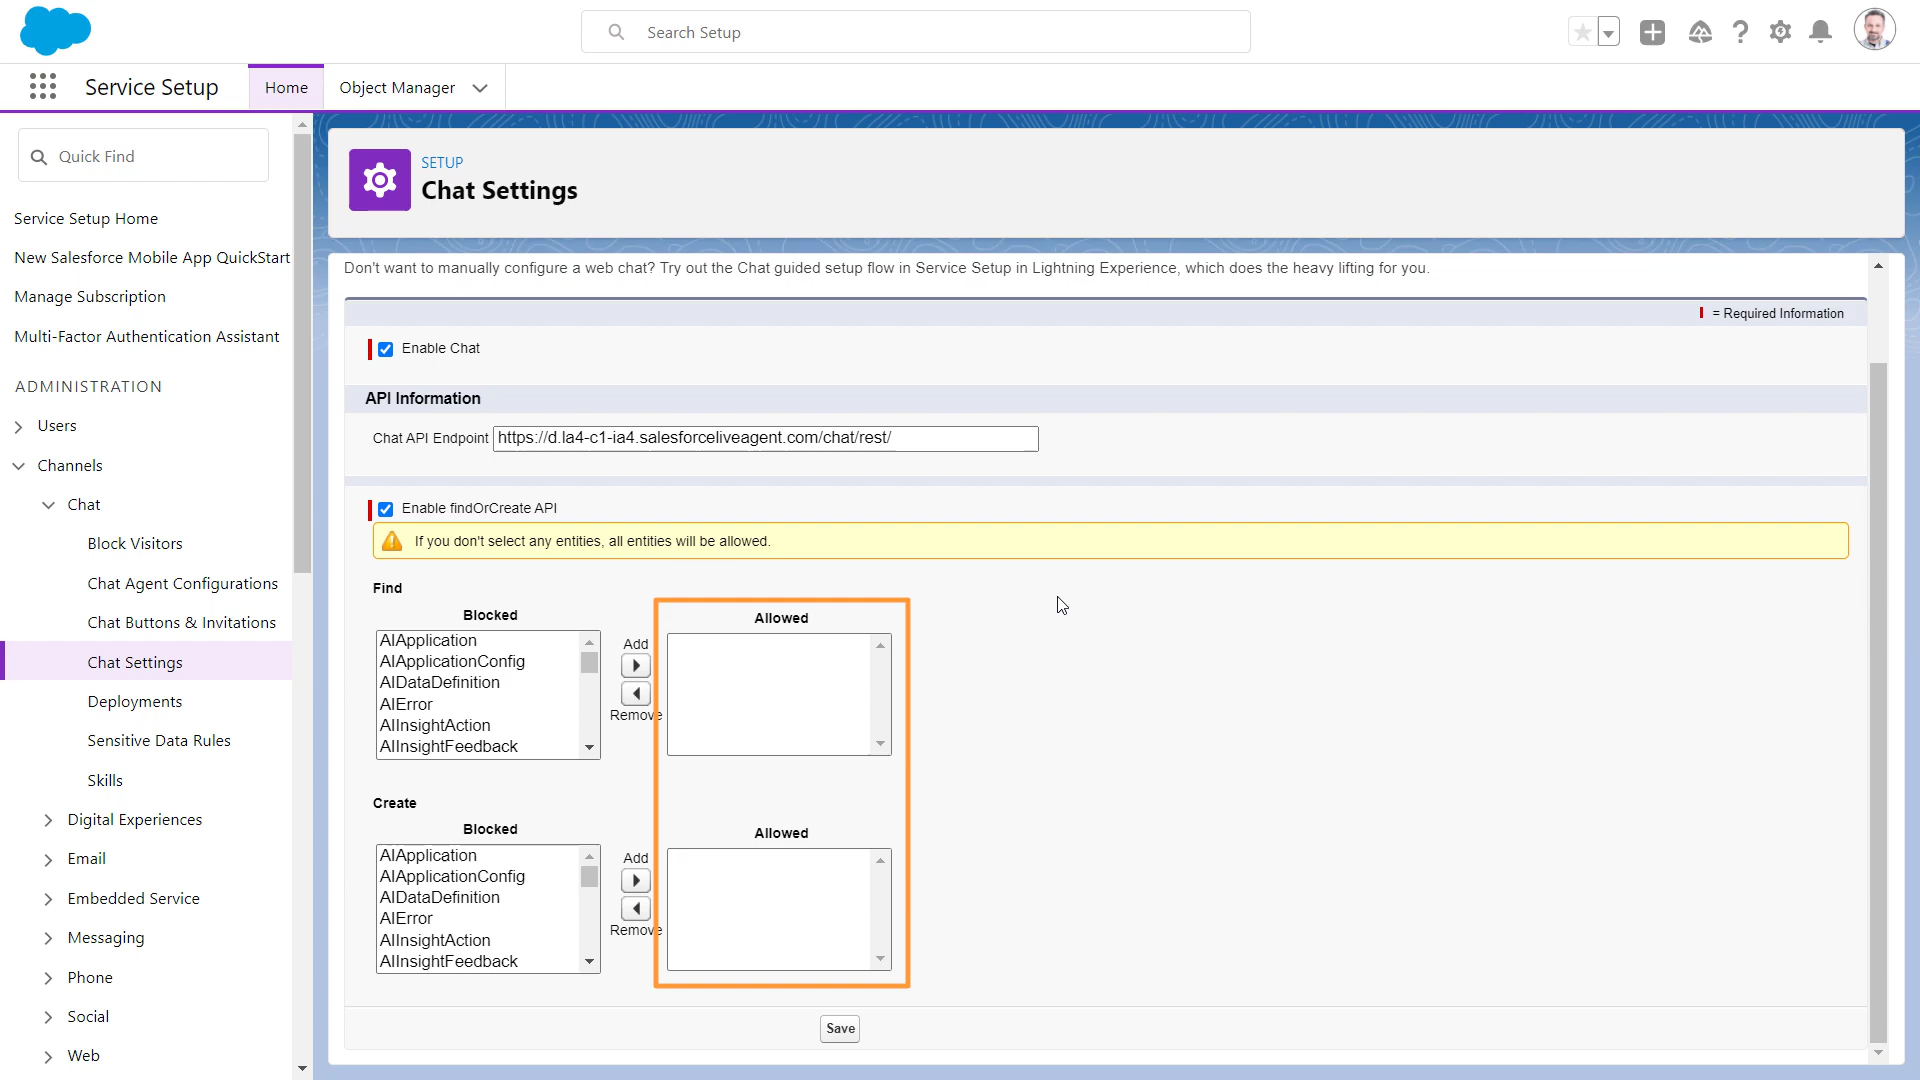 Search Setup
Service Setup
Home
Object Manager
Quick Find
Service Setup Home
New Salesforce Mobile App QuickStart
Manage Subscription
Multi-Factor Authentication Assistant
ADMINISTRATION
Users
Channels
Chat
Block Visitors
Chat Agent Configurations
Chat Buttons & Invitations
Chat Settings
Deployments
Sensitive Data Rules
Skills
Digital Experiences
Email
Embedded Service
Messaging
Phone
Social
Web
SETUP
Chat Settings
Don't want to manually configure a web chat? Try out the Chat guided setup flow in Service Setup in Lightning Experience, which does the heavy lifting for you.
= Required Information
Enable Chat
API Information
Chat API Endpoint https://d.la4-c1-ia4.salesforceliveagent.com/chat/rest/
Enable findOrCreate API
If you don't select any entities, all entities will be allowed.
Find
Blocked
AIApplication
AIApplicationConfig
AIDataDefinition
AIError
AIInsightAction
AIInsightFeedback
Add
Remove
Allowed
Create
Blocked
AIApplication
AIApplicationConfig
AIDataDefinition
AIError
AIInsightAction
AIInsightFeedback
Add
Remove
Allowed
Save